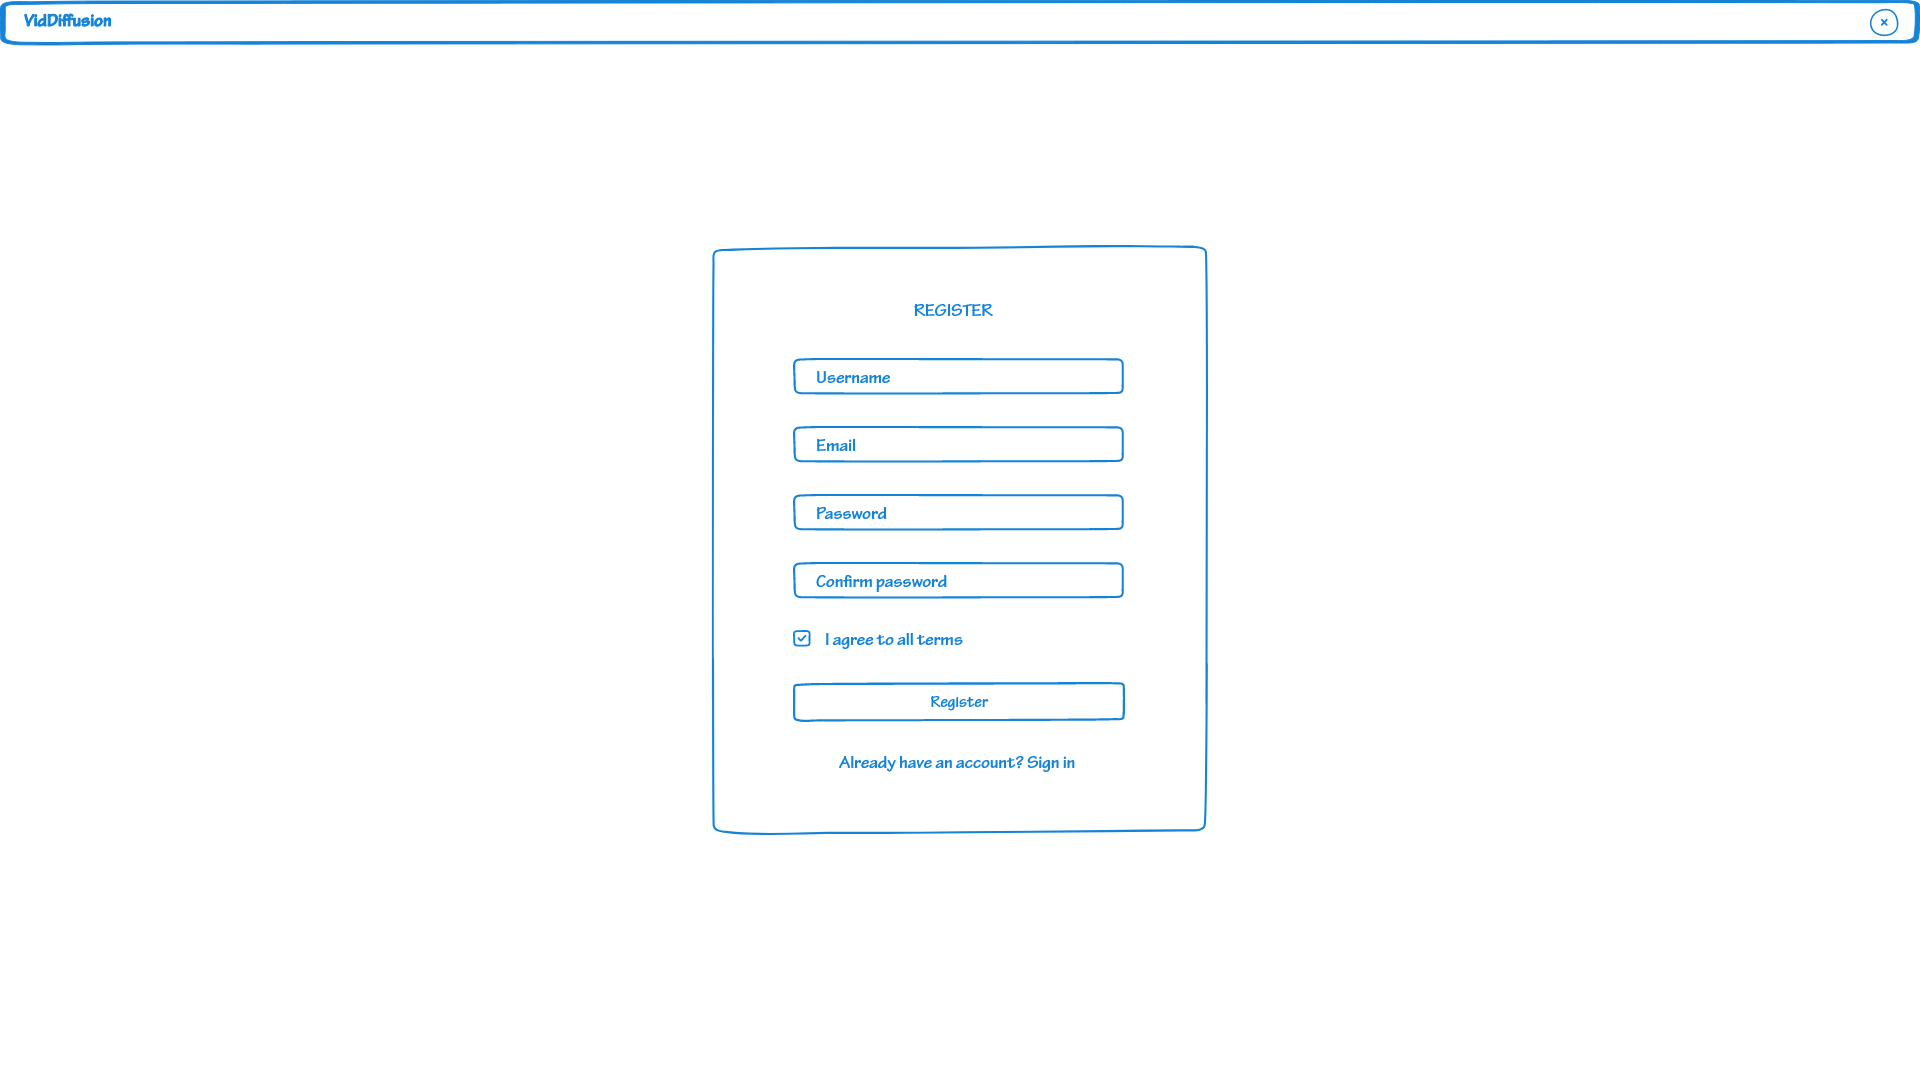 VidDiffusion
REGISTER
Username
Email
Password
Confirm password
I agree to all terms
Register
Already have an account? Sign in